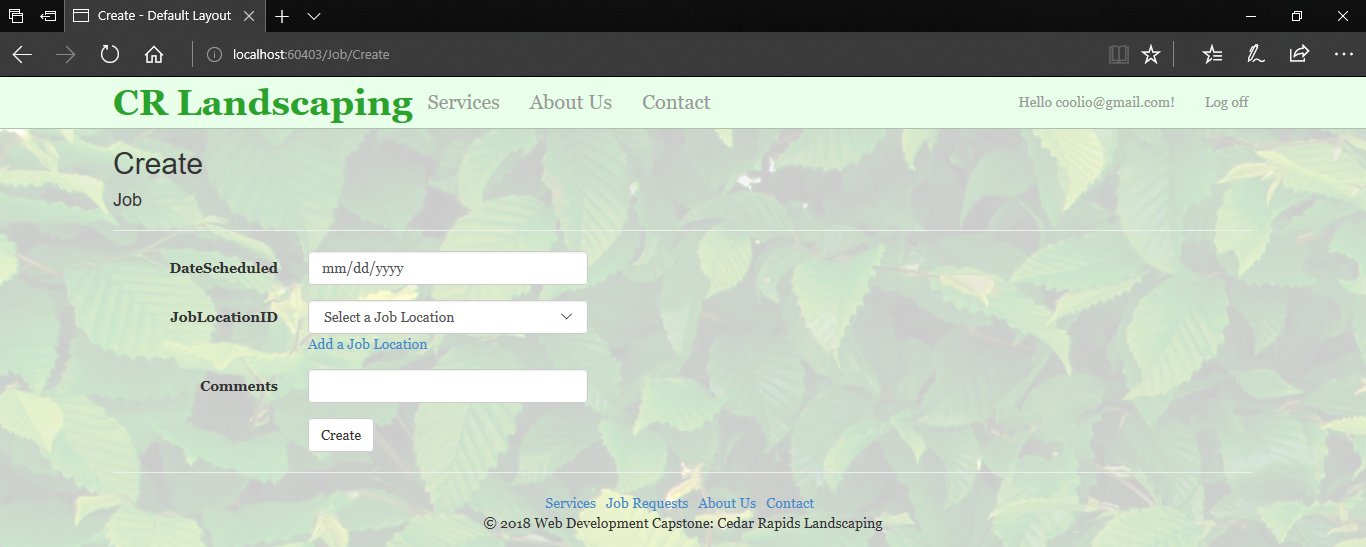 Create - Default Layout
localhost:60403/Job/Create
CR Landscaping Services About Us Contact Hello coolio@gmail.com! Log off
Create
Job
DateScheduled mm/dd/yyyy
JobLocationID Select a Job Location
Add a Job Location
Comments
Create
Services Job Requests About Us Contact
© 2018 Web Development Capstone: Cedar Rapids Landscaping